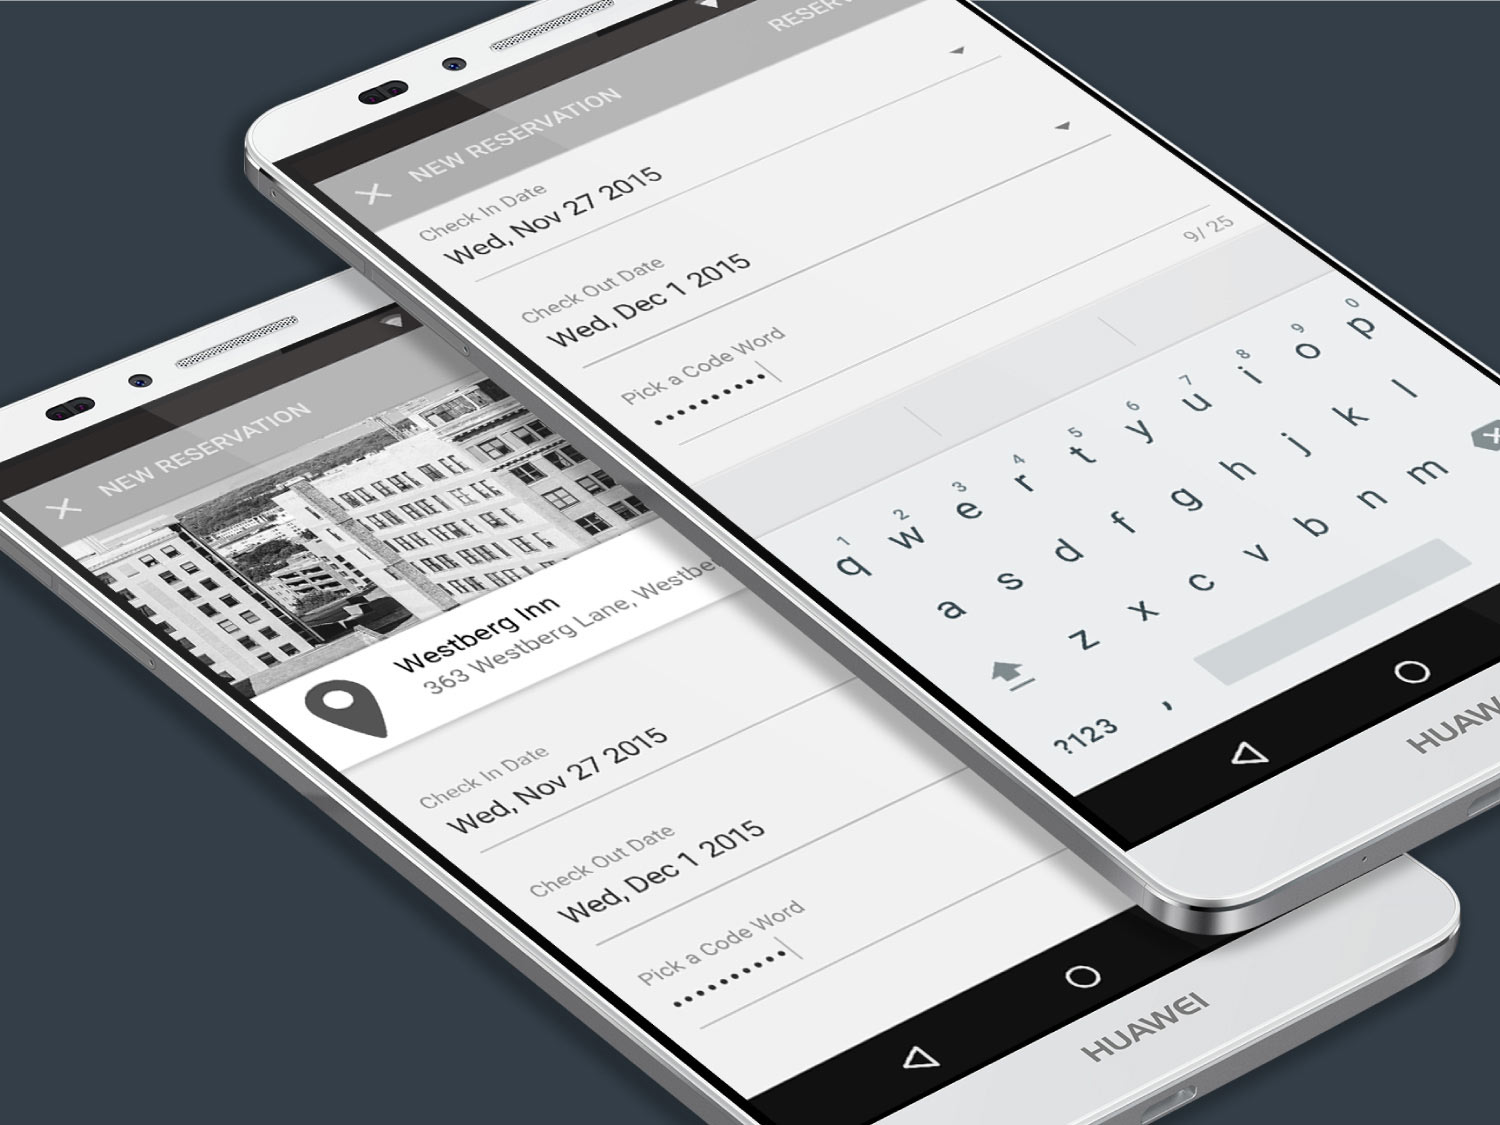 NEW RESERVATION
Check In Date
Wed, Nov 27 2015
Check Out Date
Wed, Dec 1 2015
Pick a Code Word
••••••••••
9/ 25
1 2 3 4 5 6 7 8 9 0
q w e r t y u i o p
a s d f g h j k l
z x c v b n m
?123 ,
NEW RESERVATION
Westberg Inn
363 Westberg Lane,
Check In Date
Wed, Nov 27 2015
Check Out Date
Wed, Dec 1 2015
Pick a Code Word
••••••••••
HUAWEI